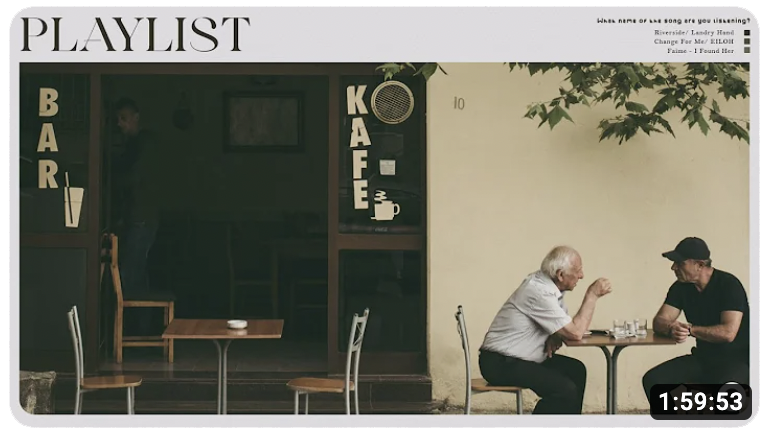 PLAYLIST
What name of the song are you listening?
Riverside/ Landry Hand
Change For Me/ EILOH
Faime - I Found Her
BAR
KAFE
10
1:59:53